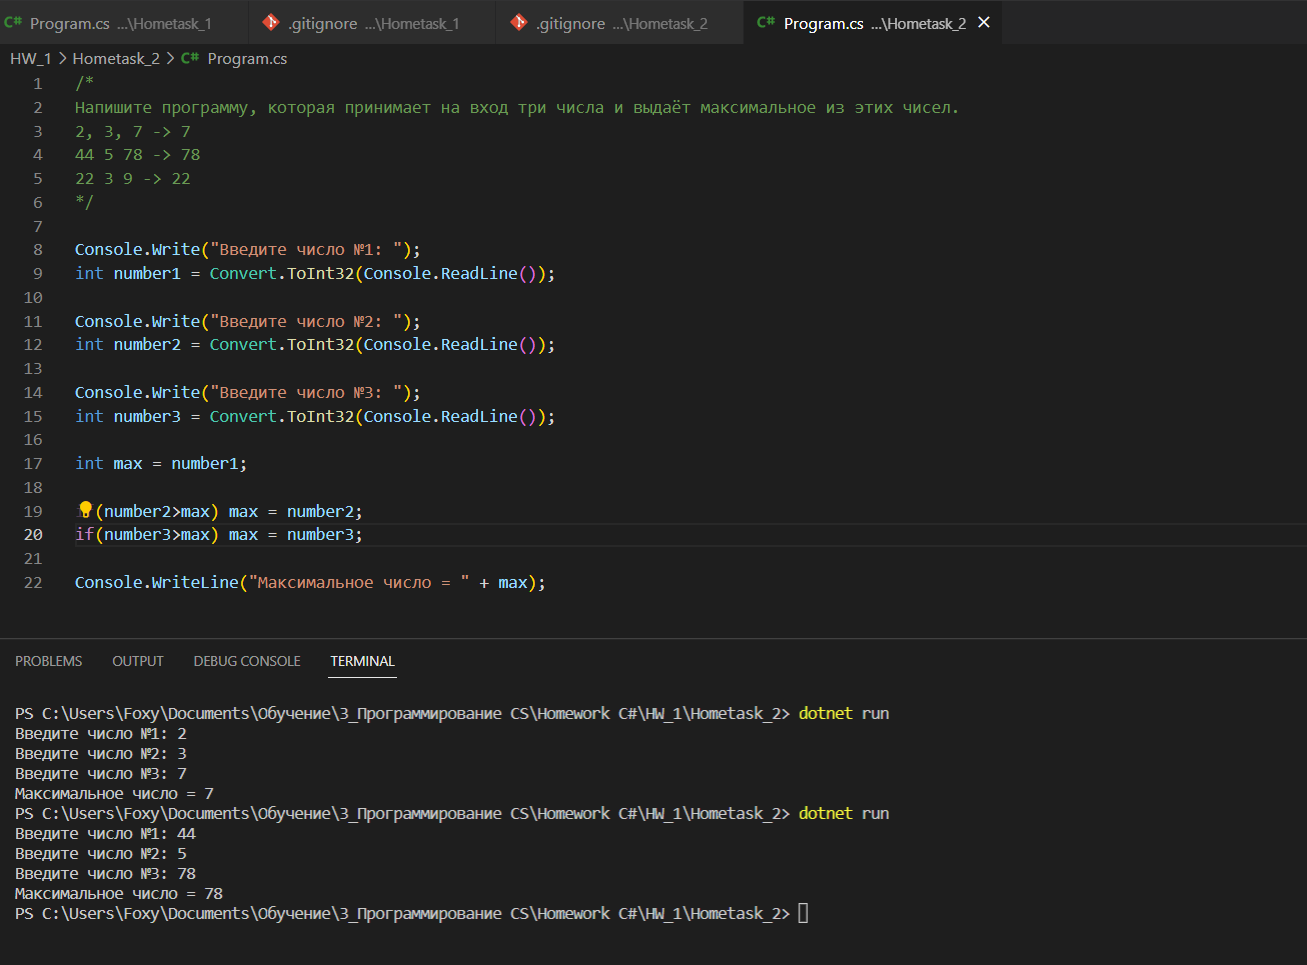 C# Program.cs ...\Hometask_1 .gitignore ...\Hometask_1 .gitignore ...\Hometask_2 C# Program.cs ...\Hometask_2
HW_1 > Hometask_2 > C# Program.cs
1 /*
2 Напишите программу, которая принимает на вход три числа и выдаёт максимальное из этих чисел.
3 2, 3, 7 -> 7
4 44 5 78 -> 78
5 22 3 9 -> 22
6 */
7
8 Console.Write("Введите число №1: ");
9 int number1 = Convert.ToInt32(Console.ReadLine());
10
11 Console.Write("Введите число №2: ");
12 int number2 = Convert.ToInt32(Console.ReadLine());
13
14 Console.Write("Введите число №3: ");
15 int number3 = Convert.ToInt32(Console.ReadLine());
16
17 int max = number1;
18
19 (number2>max) max = number2;
20 if(number3>max) max = number3;
21
22 Console.WriteLine("Максимальное число = " + max);
PROBLEMS OUTPUT DEBUG CONSOLE TERMINAL
PS C:\Users\Foxy\Documents\Обучение\3_Программирование CS\Homework C#\HW_1\Hometask_2> dotnet run
Введите число №1: 2
Введите число №2: 3
Введите число №3: 7
Максимальное число = 7
PS C:\Users\Foxy\Documents\Обучение\3_Программирование CS\Homework C#\HW_1\Hometask_2> dotnet run
Введите число №1: 44
Введите число №2: 5
Введите число №3: 78
Максимальное число = 78
PS C:\Users\Foxy\Documents\Обучение\3_Программирование CS\Homework C#\HW_1\Hometask_2>